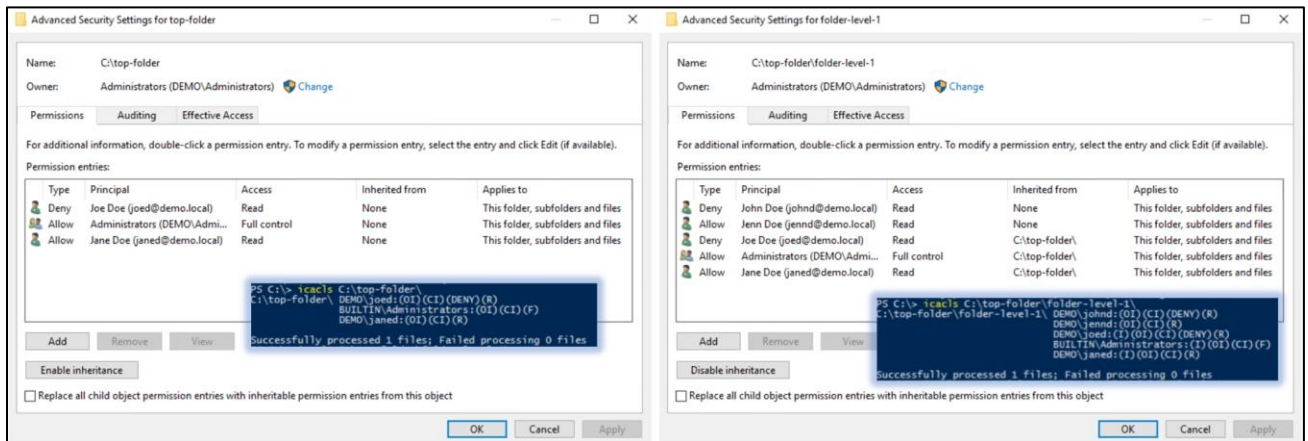 Advanced Security Settings for top-folder
Name: C:\top-folder
Owner: Administrators (DEMO\Administrators) Change
Permissions Auditing Effective Access
For additional information, double-click a permission entry. To modify a permission entry, select the entry and click Edit (if available).
Permission entries:
Type Principal Access Inherited from Applies to
Deny Joe Doe (joed@demo.local) Read None This folder, subfolders and files
Allow Administrators (DEMO\Admi... Full control None This folder, subfolders and files
Allow Jane Doe (janed@demo.local) Read None This folder, subfolders and files
PS C:\> icacls C:\top-folder\
C:\top-folder\ DEMO\joed:(OI)(CI)(DENY)(R)
BUILTIN\Administrators:(OI)(CI)(F)
DEMO\janed:(OI)(CI)(R)
Successfully processed 1 files; Failed processing 0 files
Add Remove View
Enable inheritance
Replace all child object permission entries with inheritable permission entries from this object
OK Cancel Apply
Advanced Security Settings for folder-level-1
Name: C:\top-folder\folder-level-1
Owner: Administrators (DEMO\Administrators) Change
Permissions Auditing Effective Access
For additional information, double-click a permission entry. To modify a permission entry, select the entry and click Edit (if available).
Permission entries:
Type Principal Access Inherited from Applies to
Deny John Doe (johnd@demo.local) Read None This folder, subfolders and files
Allow Jenn Doe (jennd@demo.local) Read None This folder, subfolders and files
Deny Joe Doe (joed@demo.local) Read C:\top-folder\ This folder, subfolders and files
Allow Administrators (DEMO\Admi... Full control C:\top-folder\ This folder, subfolders and files
Allow Jane Doe (janed@demo.local) Read C:\top-folder\ This folder, subfolders and files
PS C:\> icacls C:\top-folder\folder-level-1\
C:\top-folder\folder-level-1\ DEMO\johnd:(OI)(CI)(DENY)(R)
DEMO\jennd:(OI)(CI)(R)
DEMO\joed:(I)(OI)(CI)(DENY)(R)
BUILTIN\Administrators:(I)(OI)(CI)(F)
DEMO\janed:(I)(OI)(CI)(R)
Successfully processed 1 files; Failed processing 0 files
Add Remove View
Disable inheritance
Replace all child object permission entries with inheritable permission entries from this object
OK Cancel Apply